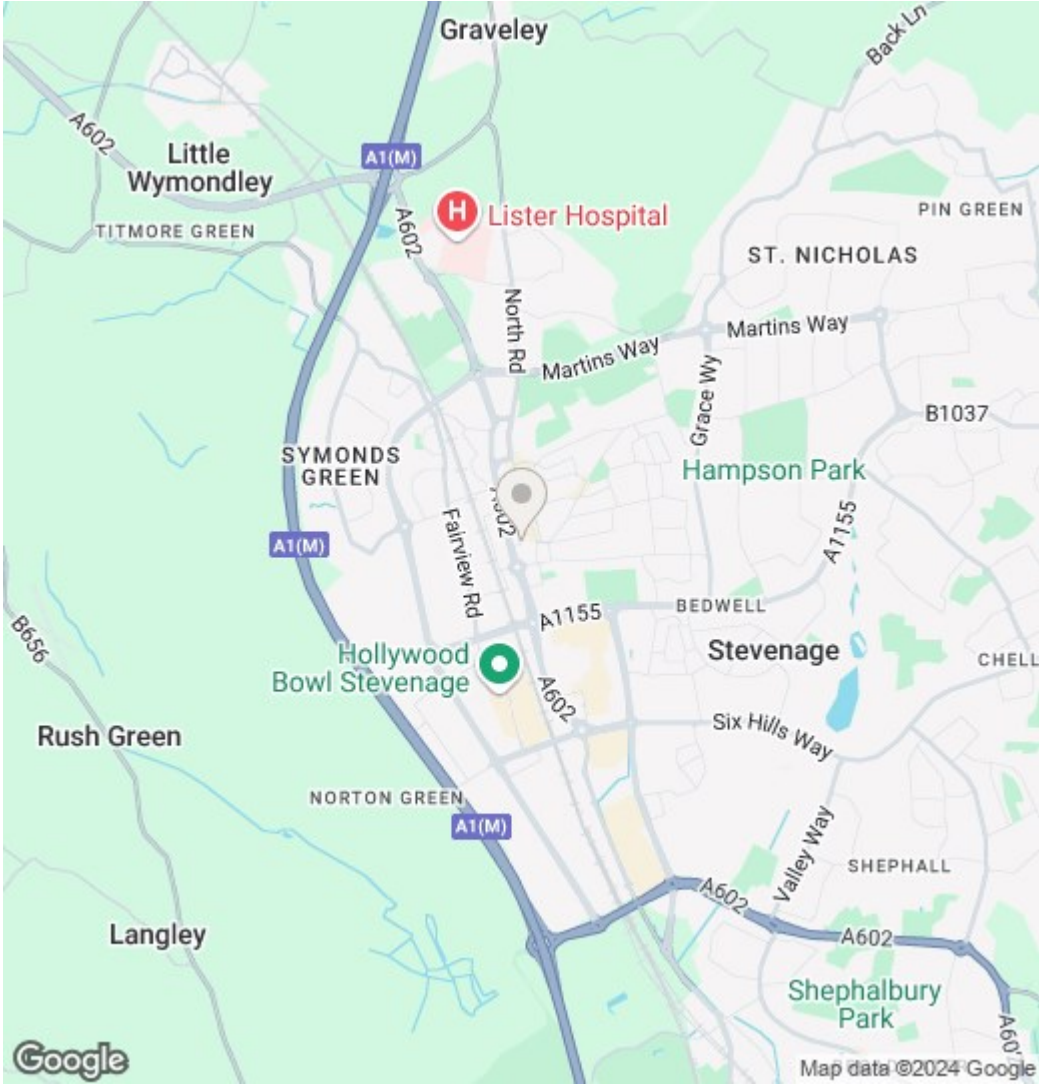 Graveley
Back Ln
A602
Little
Wymondley
A1(M)
H
Lister Hospital
PIN GREEN
TITMORE GREEN
A602
ST. NICHOLAS
North Rd
Martins Way
Martins Way
Grace Wy
B1037
SYMONDS
GREEN
Hampson Park
A602
Fairview Rd
A1155
A1(M)
BEDWELL
A1155
B656
Hollywood
Bowl Stevenage
Stevenage
CHELL
A602
Six Hills Way
Rush Green
NORTON GREEN
A1(M)
Valley Way
SHEPHALL
A602
Langley
A602
Shephalbury
Park
Google
Map data ©2024 Google